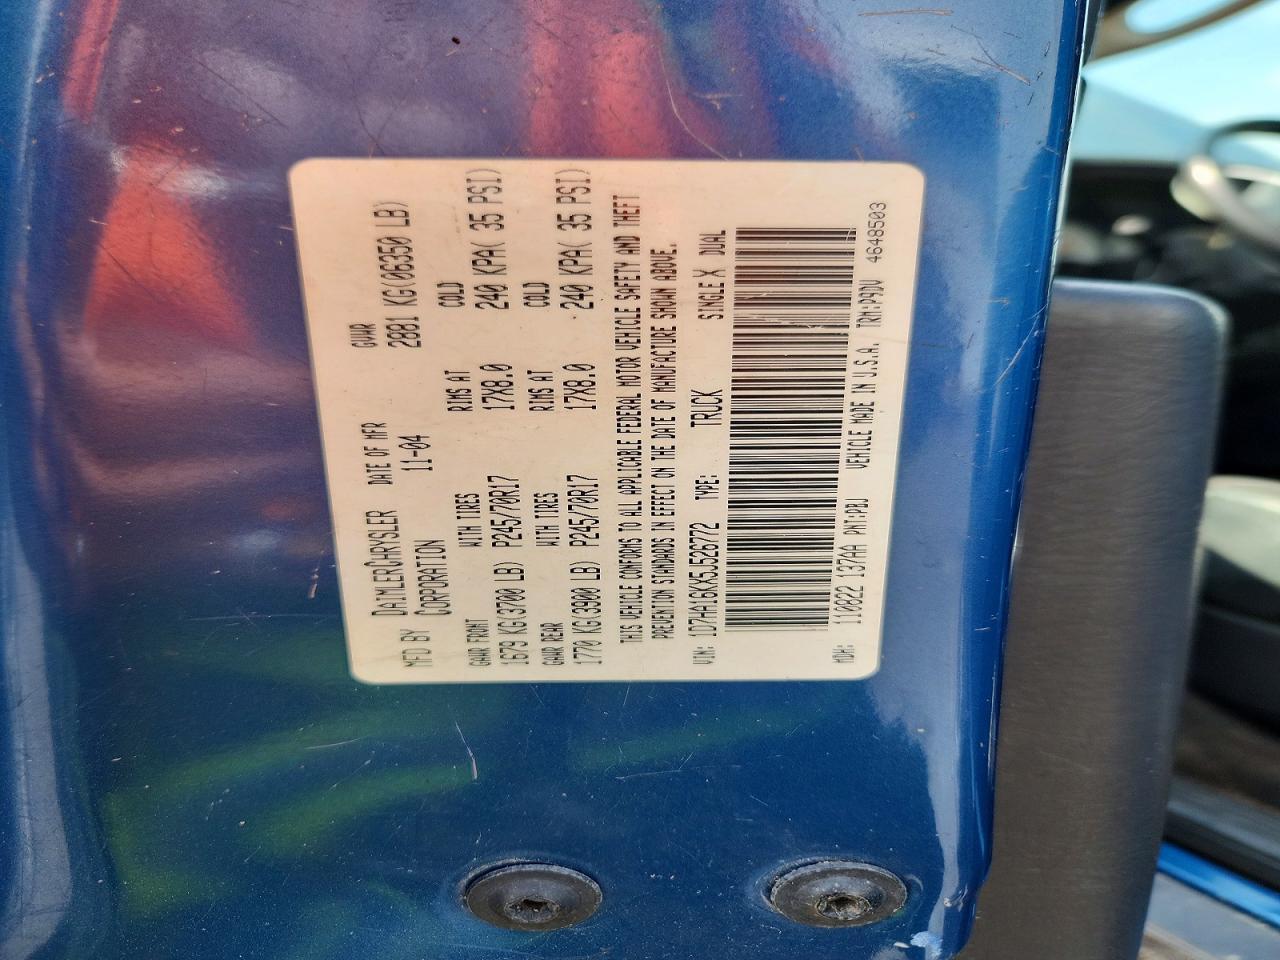 MFD BY DAIMLERCHRYSLER CORPORATION DATE OF MFR 11-04 GVWR 2881 KG(06350 LB)
GAWR FRONT WITH TIRES RIMS AT COLD
1679 KG(3700 LB) P245/70R17 17X8.0 240 KPA( 35 PSI)
GAWR REAR WITH TIRES RIMS AT COLD
1770 KG(3900 LB) P245/70R17 17X8.0 240 KPA( 35 PSI)
THIS VEHICLE CONFORMS TO ALL APPLICABLE FEDERAL MOTOR VEHICLE SAFETY AND THEFT
PREVENTION STANDARDS IN EFFECT ON THE DATE OF MANUFACTURE SHOWN ABOVE.
VIN: 1D7HA16KX5J526772 TYPE: TRUCK SINGLE X DUAL
MDH: 110822 137AA PNT:PBJ VEHICLE MADE IN U.S.A. TRM:P9DV 4648503